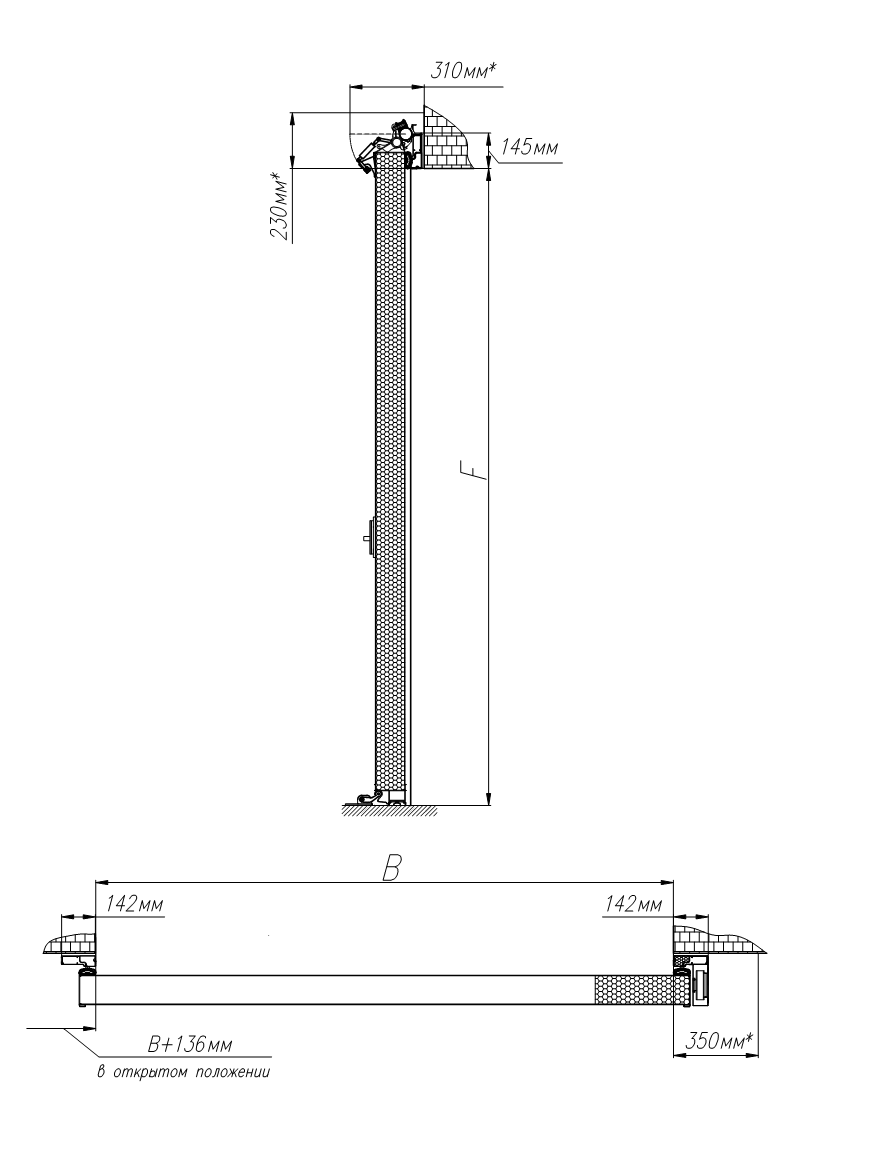 310мм*
145мм
230мм*
F
B
142мм
142мм
B+136мм
в открытом положении
350мм*